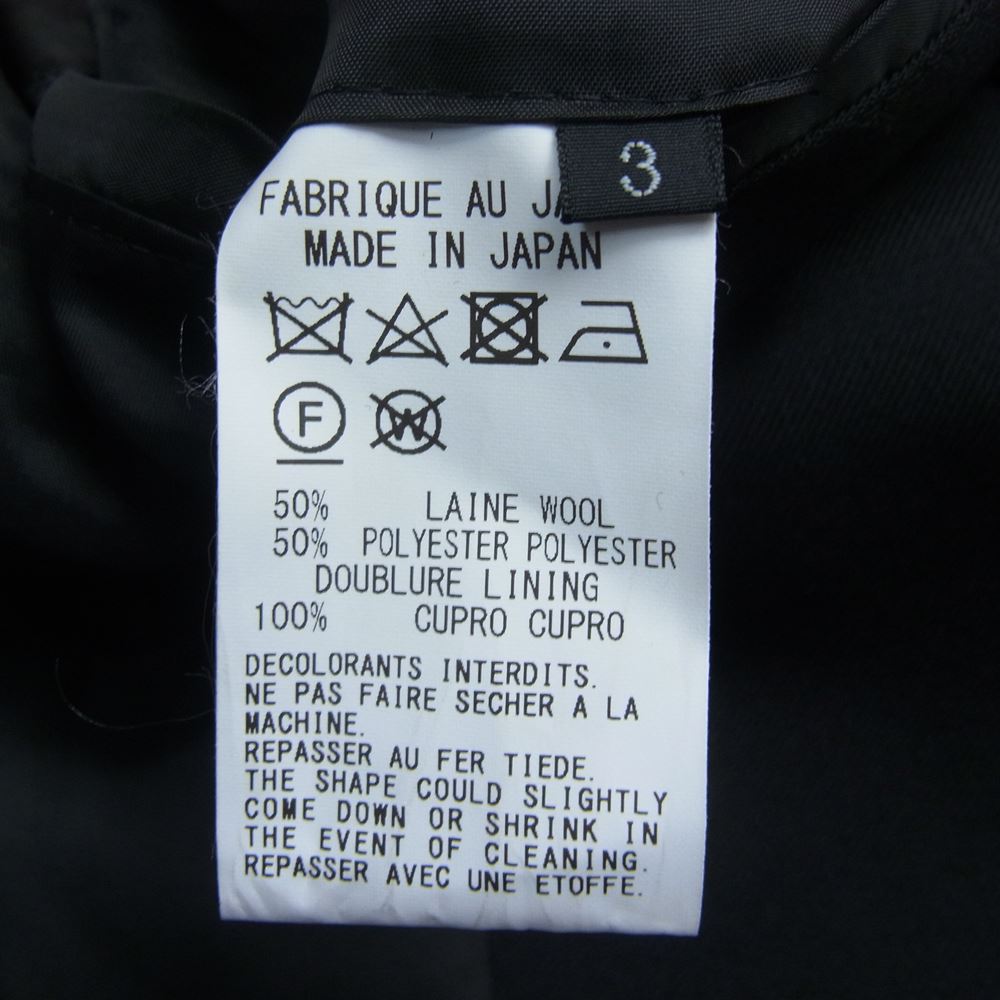 3
FABRIQUE AU
MADE IN JAPAN
F
W
50% LAINE WOOL
50% POLYESTER POLYESTER
DOUBLURE LINING
100% CUPRO CUPRO
DECOLORANTS INTERDITS.
NE PAS FAIRE SECHER A LA
MACHINE.
REPASSER AU FER TIEDE.
THE SHAPE COULD SLIGHTLY
COME DOWN OR SHRINK IN
THE EVENT OF CLEANING.
REPASSER AVEC UNE ETOFFE.